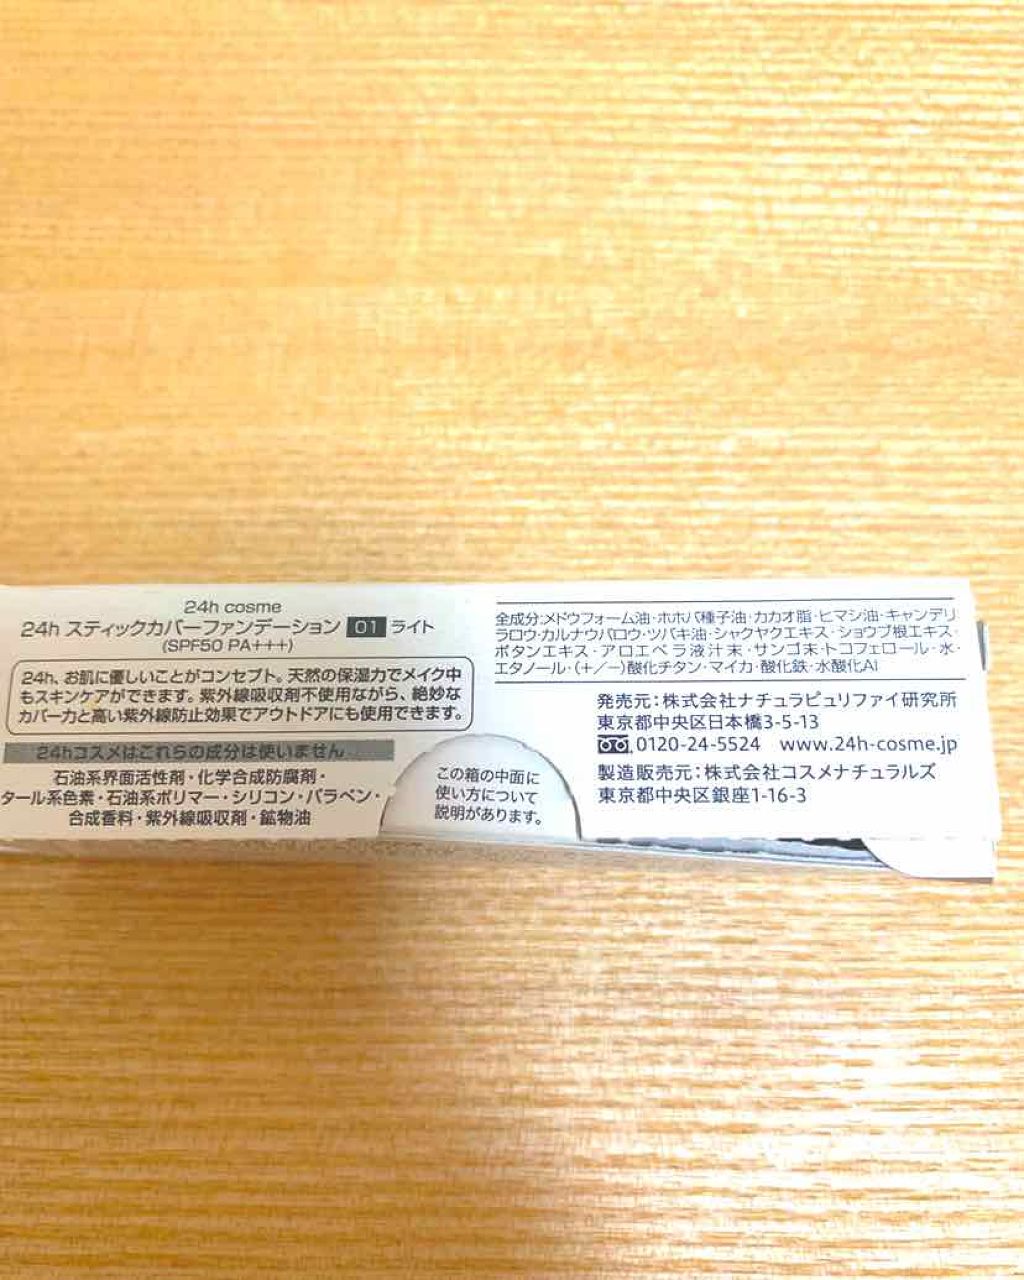 24h cosme
24h スティックカバーファンデーション 01 ライト
(SPF50 PA+++)
24h、お肌に優しいことがコンセプト。天然の保湿力でメイク中
もスキンケアができます。紫外線吸収剤不使用ながら、絶妙な
カバー力と高い紫外線防止効果でアウトドアにも使用できます。
24hコスメはこれらの成分は使いません
石油系界面活性剤・化学合成防腐剤・
タール系色素・石油系ポリマー・シリコン・パラベン・
合成香料・紫外線吸収剤・鉱物油
この箱の中面に
使い方について
説明があります。
全成分:メドウフォーム油・ホホバ種子油・カカオ脂・ヒマシ油・キャンデリ
ラロウ・カルナウバロウ・ツバキ油・シャクヤクエキス・ショウブ根エキス・
ボタンエキス・アロエベラ液汁末・サンゴ末・トコフェロール・水・
エタノール・(+/−)酸化チタン・マイカ・酸化鉄・水酸化Al
発売元：株式会社ナチュラピュリファイ研究所
東京都中央区日本橋3-5-13
0120-24-5524 www.24h-cosme.jp
製造販売元：株式会社コスメナチュラルズ
東京都中央区銀座1-16-3